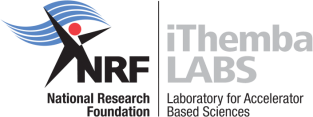 NRF
National Research
Foundation
iThemba
LABS
Laboratory for Accelerator
Based Sciences